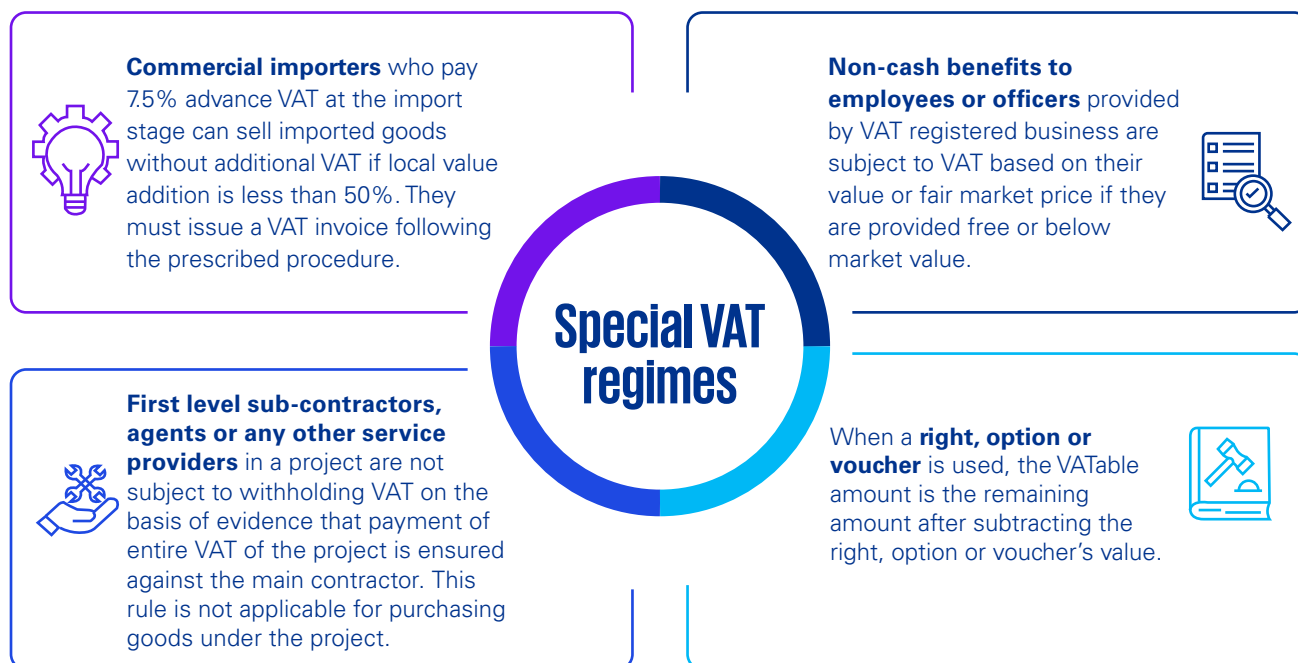 Commercial importers who pay
7.5% advance VAT at the import
stage can sell imported goods
without additional VAT if local value
addition is less than 50%. They
must issue a VAT invoice following
the prescribed procedure.
Non-cash benefits to
employees or officers provided
by VAT registered business are
subject to VAT based on their
value or fair market price if they
are provided free or below
market value.
Special VAT
regimes
First level sub-contractors,
agents or any other service
providers in a project are not
subject to withholding VAT on the
basis of evidence that payment of
entire VAT of the project is ensured
against the main contractor. This
rule is not applicable for purchasing
goods under the project.
When a right, option or
voucher is used, the VATable
amount is the remaining
amount after subtracting the
right, option or voucher's value.